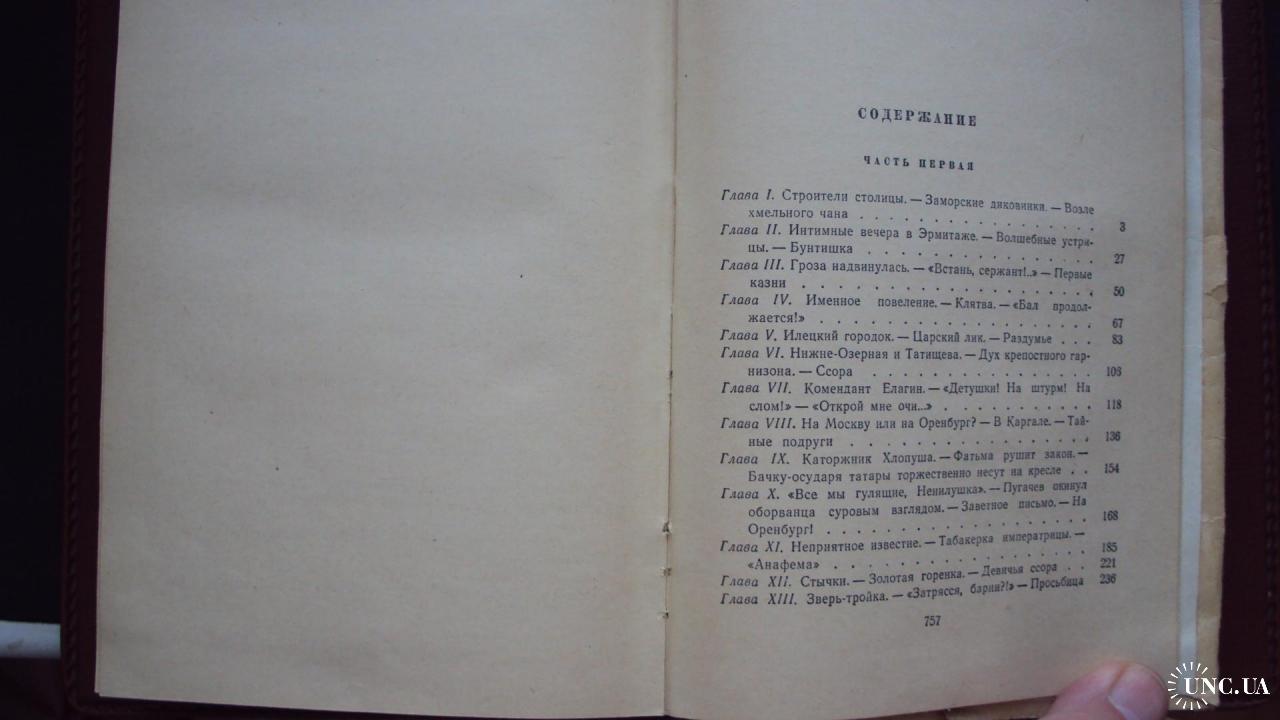 СОДЕРЖАНИЕ
ЧАСТЬ ПЕРВАЯ
Глава I. Строители столицы. — Заморские диковинки. — Возле
хмельного чана . . . . . . . . . . . . 3
Глава II. Интимные вечера в Эрмитаже. — Волшебные устри-
цы. — Бунтишка . . . . . . . . . . . . 27
Глава III. Гроза надвинулась. — «Встань, сержант!..» — Первые
казни . . . . . . . . . . . . . . . 50
Глава IV. Именное повеление. — Клятва. — «Бал продол-
жается!» . . . . . . . . . . . . . . 67
Глава V. Илецкий городок. — Царский лик. — Раздумье . . . 83
Глава VI. Нижне-Озерная и Татищева. — Дух крепостного гар-
низона. — Ссора . . . . . . . . . . . 103
Глава VII. Комендант Елагин. — «Детушки! На штурм! На
слом!» — «Открой мне очи...» . . . . . . . . 118
Глава VIII. На Москву или на Оренбург? — В Каргале. — Тай-
ные подруги . . . . . . . . . . . . . 136
Глава IX. Каторжник Хлопуша. — Фатьма рушит закон. —
Бачку-осударя татары торжественно несут на кресле . . 154
Глава X. «Все мы гулящие, Ненилушка». — Пугачев окинул
оборванца суровым взглядом. — Заветное письмо. — На
Оренбург! . . . . . . . . . . . . . . 168
Глава XI. Неприятное известие. — Табакерка императрицы. —
«Анафема» . . . . . . . . . . . . . . 185
Глава XII. Стычки. — Золотая горенка. — Девичья ссора . . 221
Глава XIII. Зверь-тройка. — «Затрясся, барин?!» — Просьбица 236
757
UNC.UA